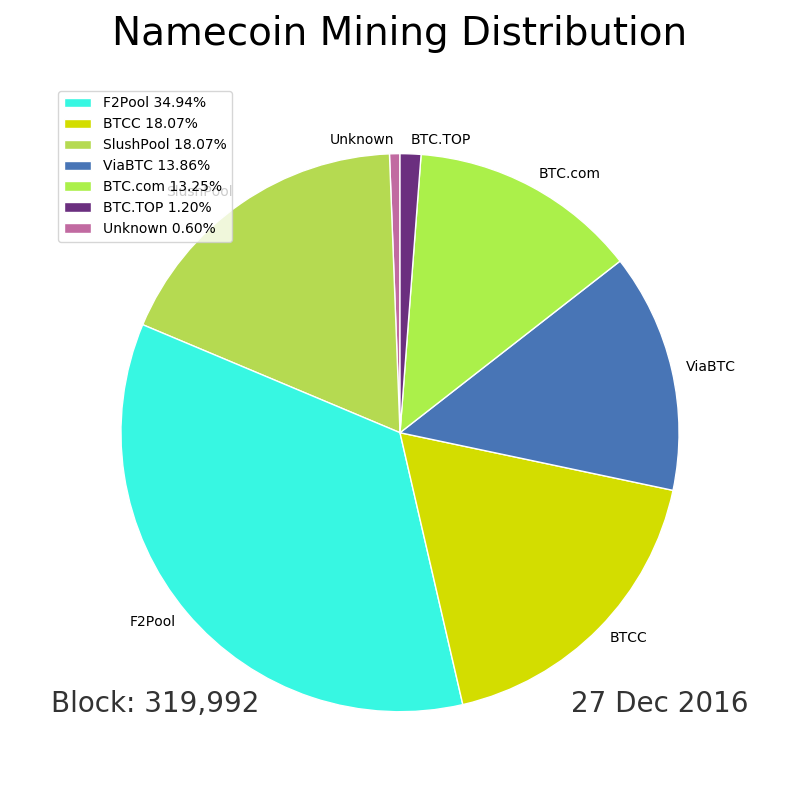 Namecoin Mining Distribution
F2Pool 34.94%
BTCC 18.07%
SlushPool 18.07%
ViaBTC 13.86%
BTC.com 13.25%
BTC.TOP 1.20%
Unknown 0.60%
Unknown
BTC.TOP
BTC.com
SlushPool
ViaBTC
F2Pool
BTCC
Block: 319,992
27 Dec 2016